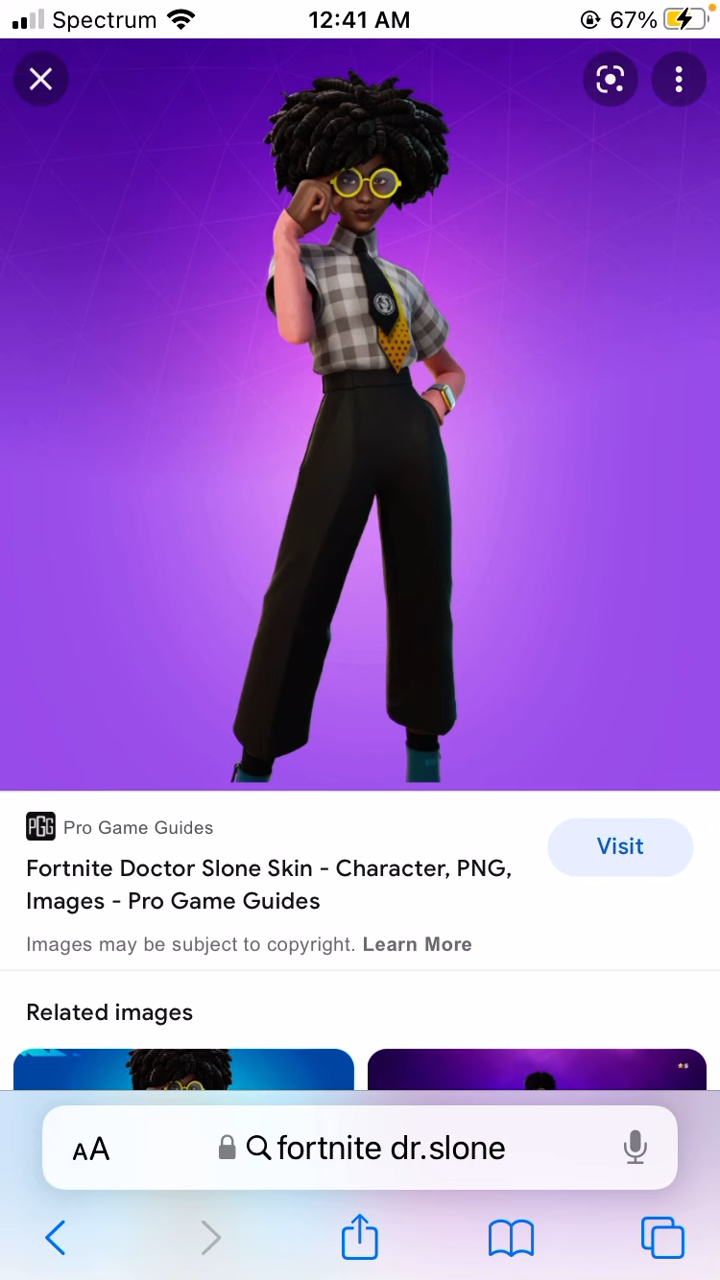 Spectrum 12:41 AM 67%
PGG Pro Game Guides
Visit
Fortnite Doctor Slone Skin - Character, PNG,
Images - Pro Game Guides
Images may be subject to copyright. Learn More
Related images
AA fortnite dr.slone